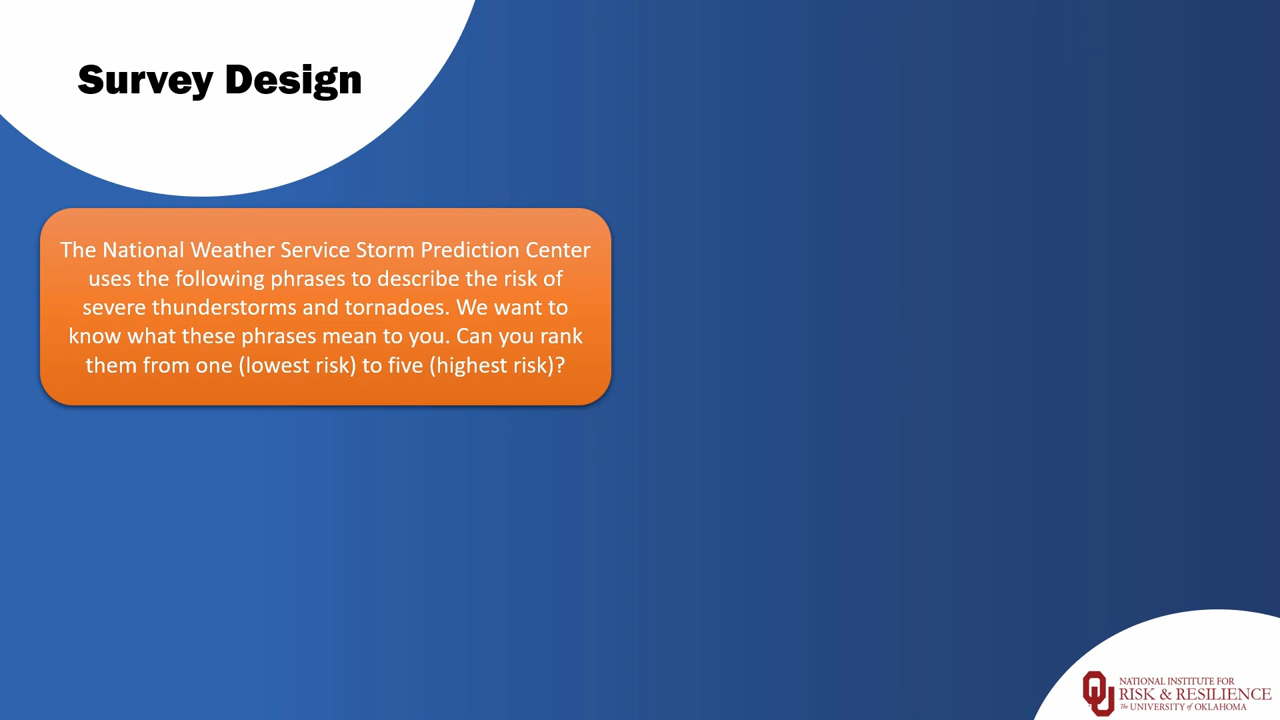 Survey Design
The National Weather Service Storm Prediction Center
uses the following phrases to describe the risk of
severe thunderstorms and tornadoes. We want to
know what these phrases mean to you. Can you rank
them from one (lowest risk) to five (highest risk)?
OU
NATIONAL INSTITUTE FOR
RISK & RESILIENCE
The UNIVERSITY of OKLAHOMA